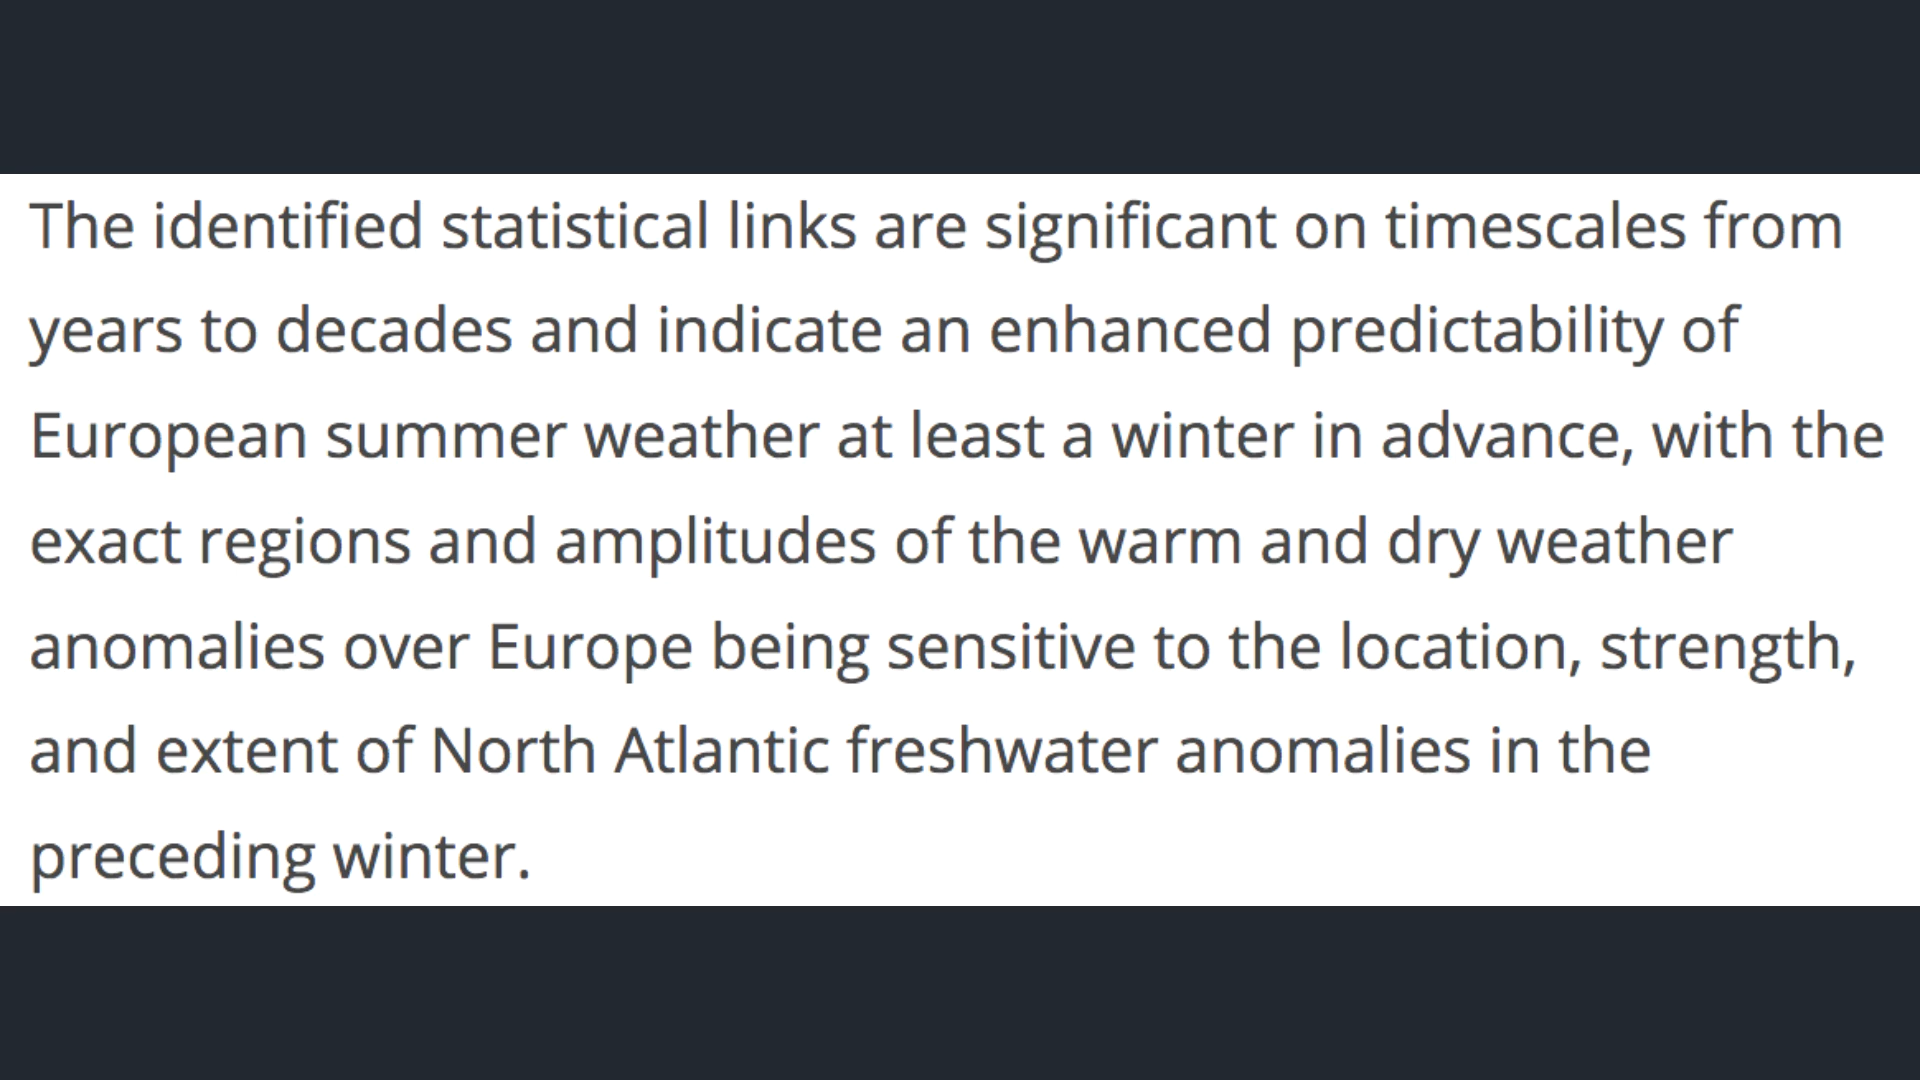 The identified statistical links are significant on timescales from
years to decades and indicate an enhanced predictability of
European summer weather at least a winter in advance, with the
exact regions and amplitudes of the warm and dry weather
anomalies over Europe being sensitive to the location, strength,
and extent of North Atlantic freshwater anomalies in the
preceding winter.